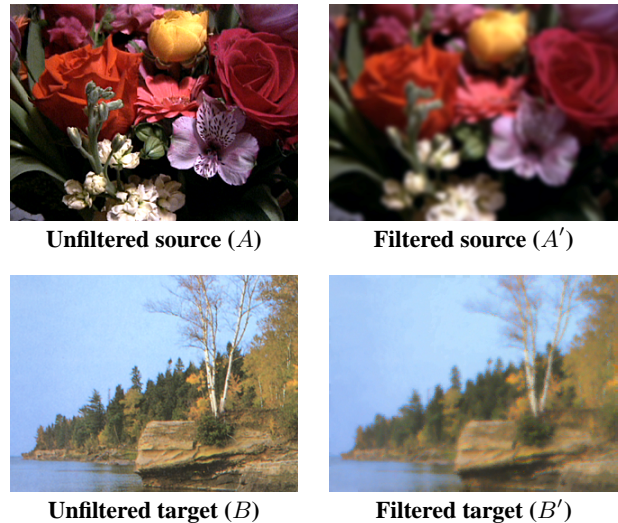 Unfiltered source (A)
Filtered source (A′)
Unfiltered target (B)
Filtered target (B′)